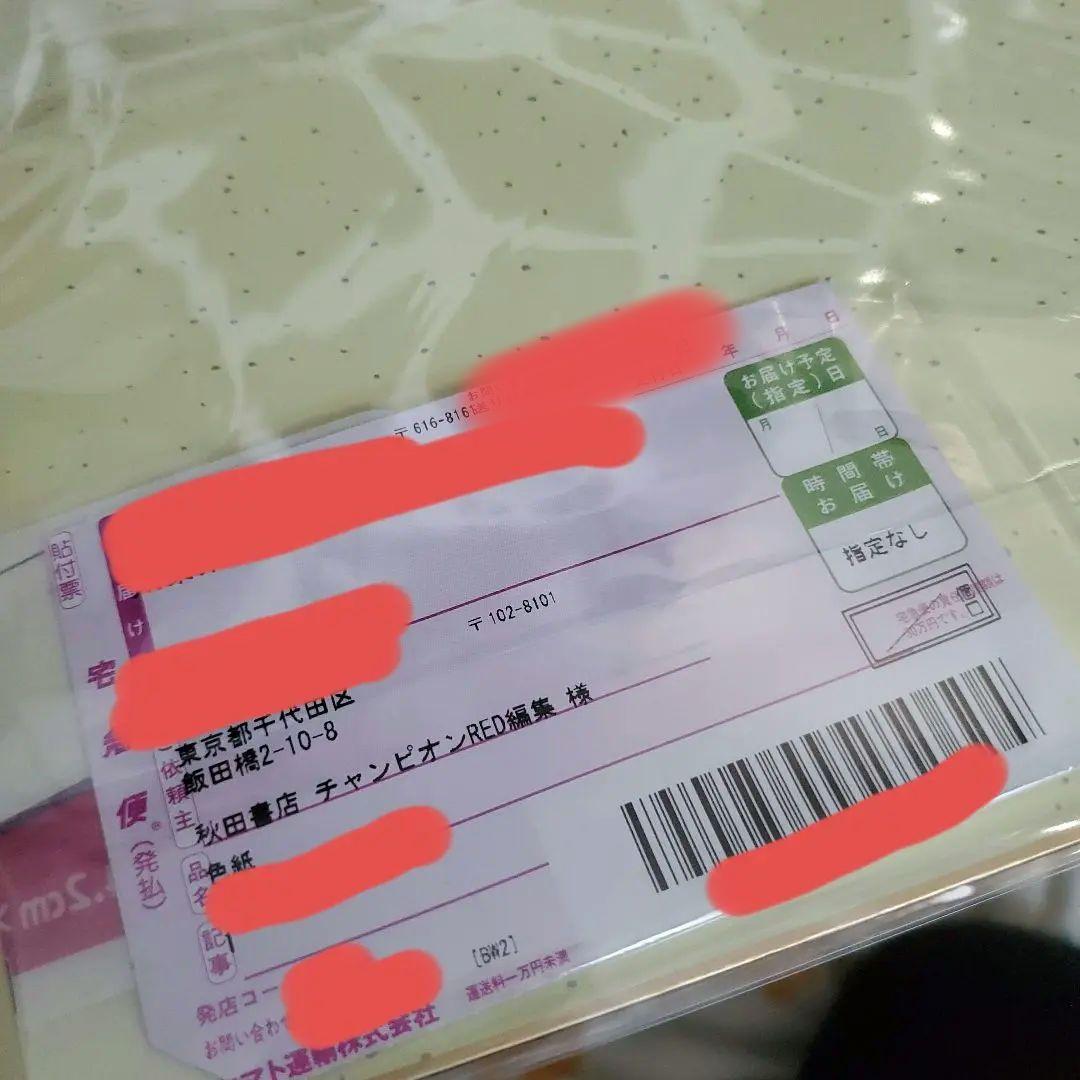 年 月 日
〒616-816
お届け予定
(指定)日
月 日
時間帯
お届け
指定なし
貼付票
け
宅急便®
(発払)
〒102-8101
依頼主
東京都千代田区
飯田橋2-10-8
秋田書店 チャンピオンRED編集 様
品名
色紙
記事
[BW2]
運送料一万円未満
発店コー
お問い合わ
マト運輸株式会社
.2cm